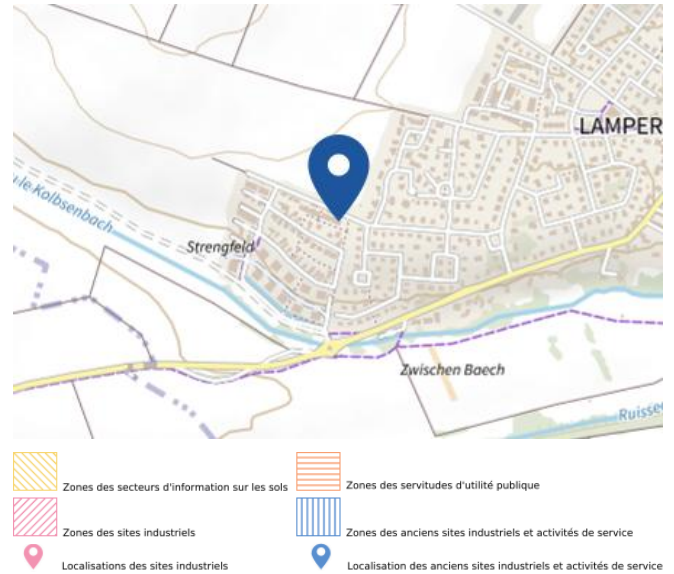 LAMPER
le Kolbsenbach
Strengfeld
Zwischen Baech
Ruisse
Zones des secteurs d'information sur les sols
Zones des servitudes d'utilité publique
Zones des sites industriels
Zones des anciens sites industriels et activités de service
Localisations des sites industriels
Localisation des anciens sites industriels et activités de service